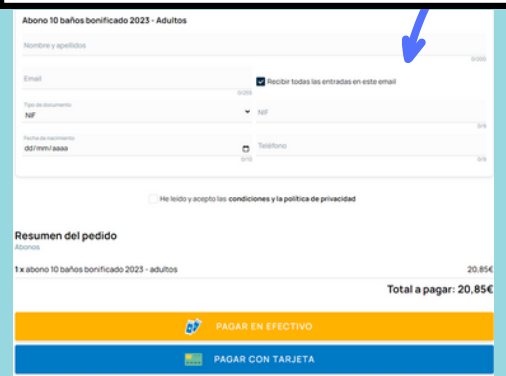 Abono 10 baños bonificado 2023 - Adultos
Nombre y apellidos
0/200
Email
Recibir todas las entradas en este email
0/200
Tipo de documento
NIF
NIF
0/9
Fecha de nacimiento
dd/mm/aaaa
Teléfono
0/10
0/9
He leído y acepto las condiciones y la política de privacidad
Resumen del pedido
Abonos
1 x abono 10 baños bonificado 2023 - adultos 20,85€
Total a pagar: 20,85€
PAGAR EN EFECTIVO
PAGAR CON TARJETA